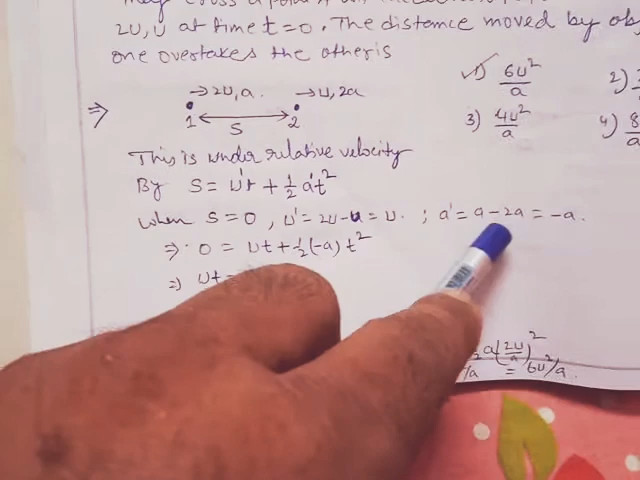 2u, u at time t=0. The distance moved by
one overtakes the other is
1) 6u²/a 2)
3) 4u²/a 4) 8
⇒ →2u, a. →u, 2a
1 S 2
This is under relative velocity
By S = u't + ½ a't²
when S=0, u' = 2u-u = u. ; a' = a-2a = -a.
⇒ 0 = ut + ½(-a)t²
⇒ ut =
a(2u/a)²
/a = 6u²/a